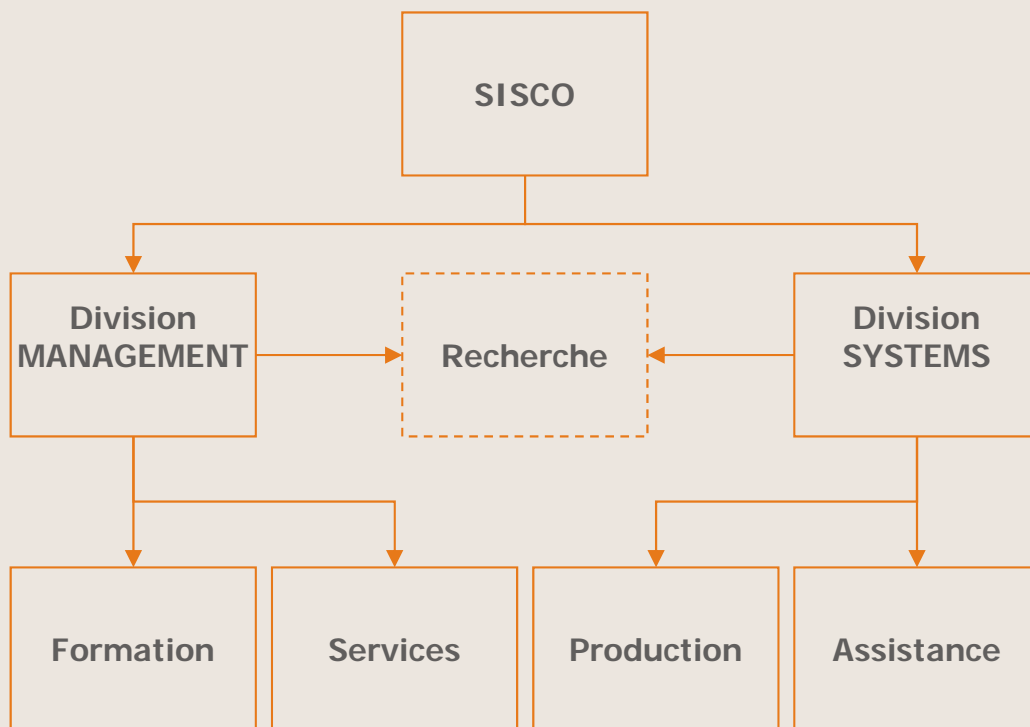 SISCO
Division
MANAGEMENT
Recherche
Division
SYSTEMS
Formation
Services
Production
Assistance